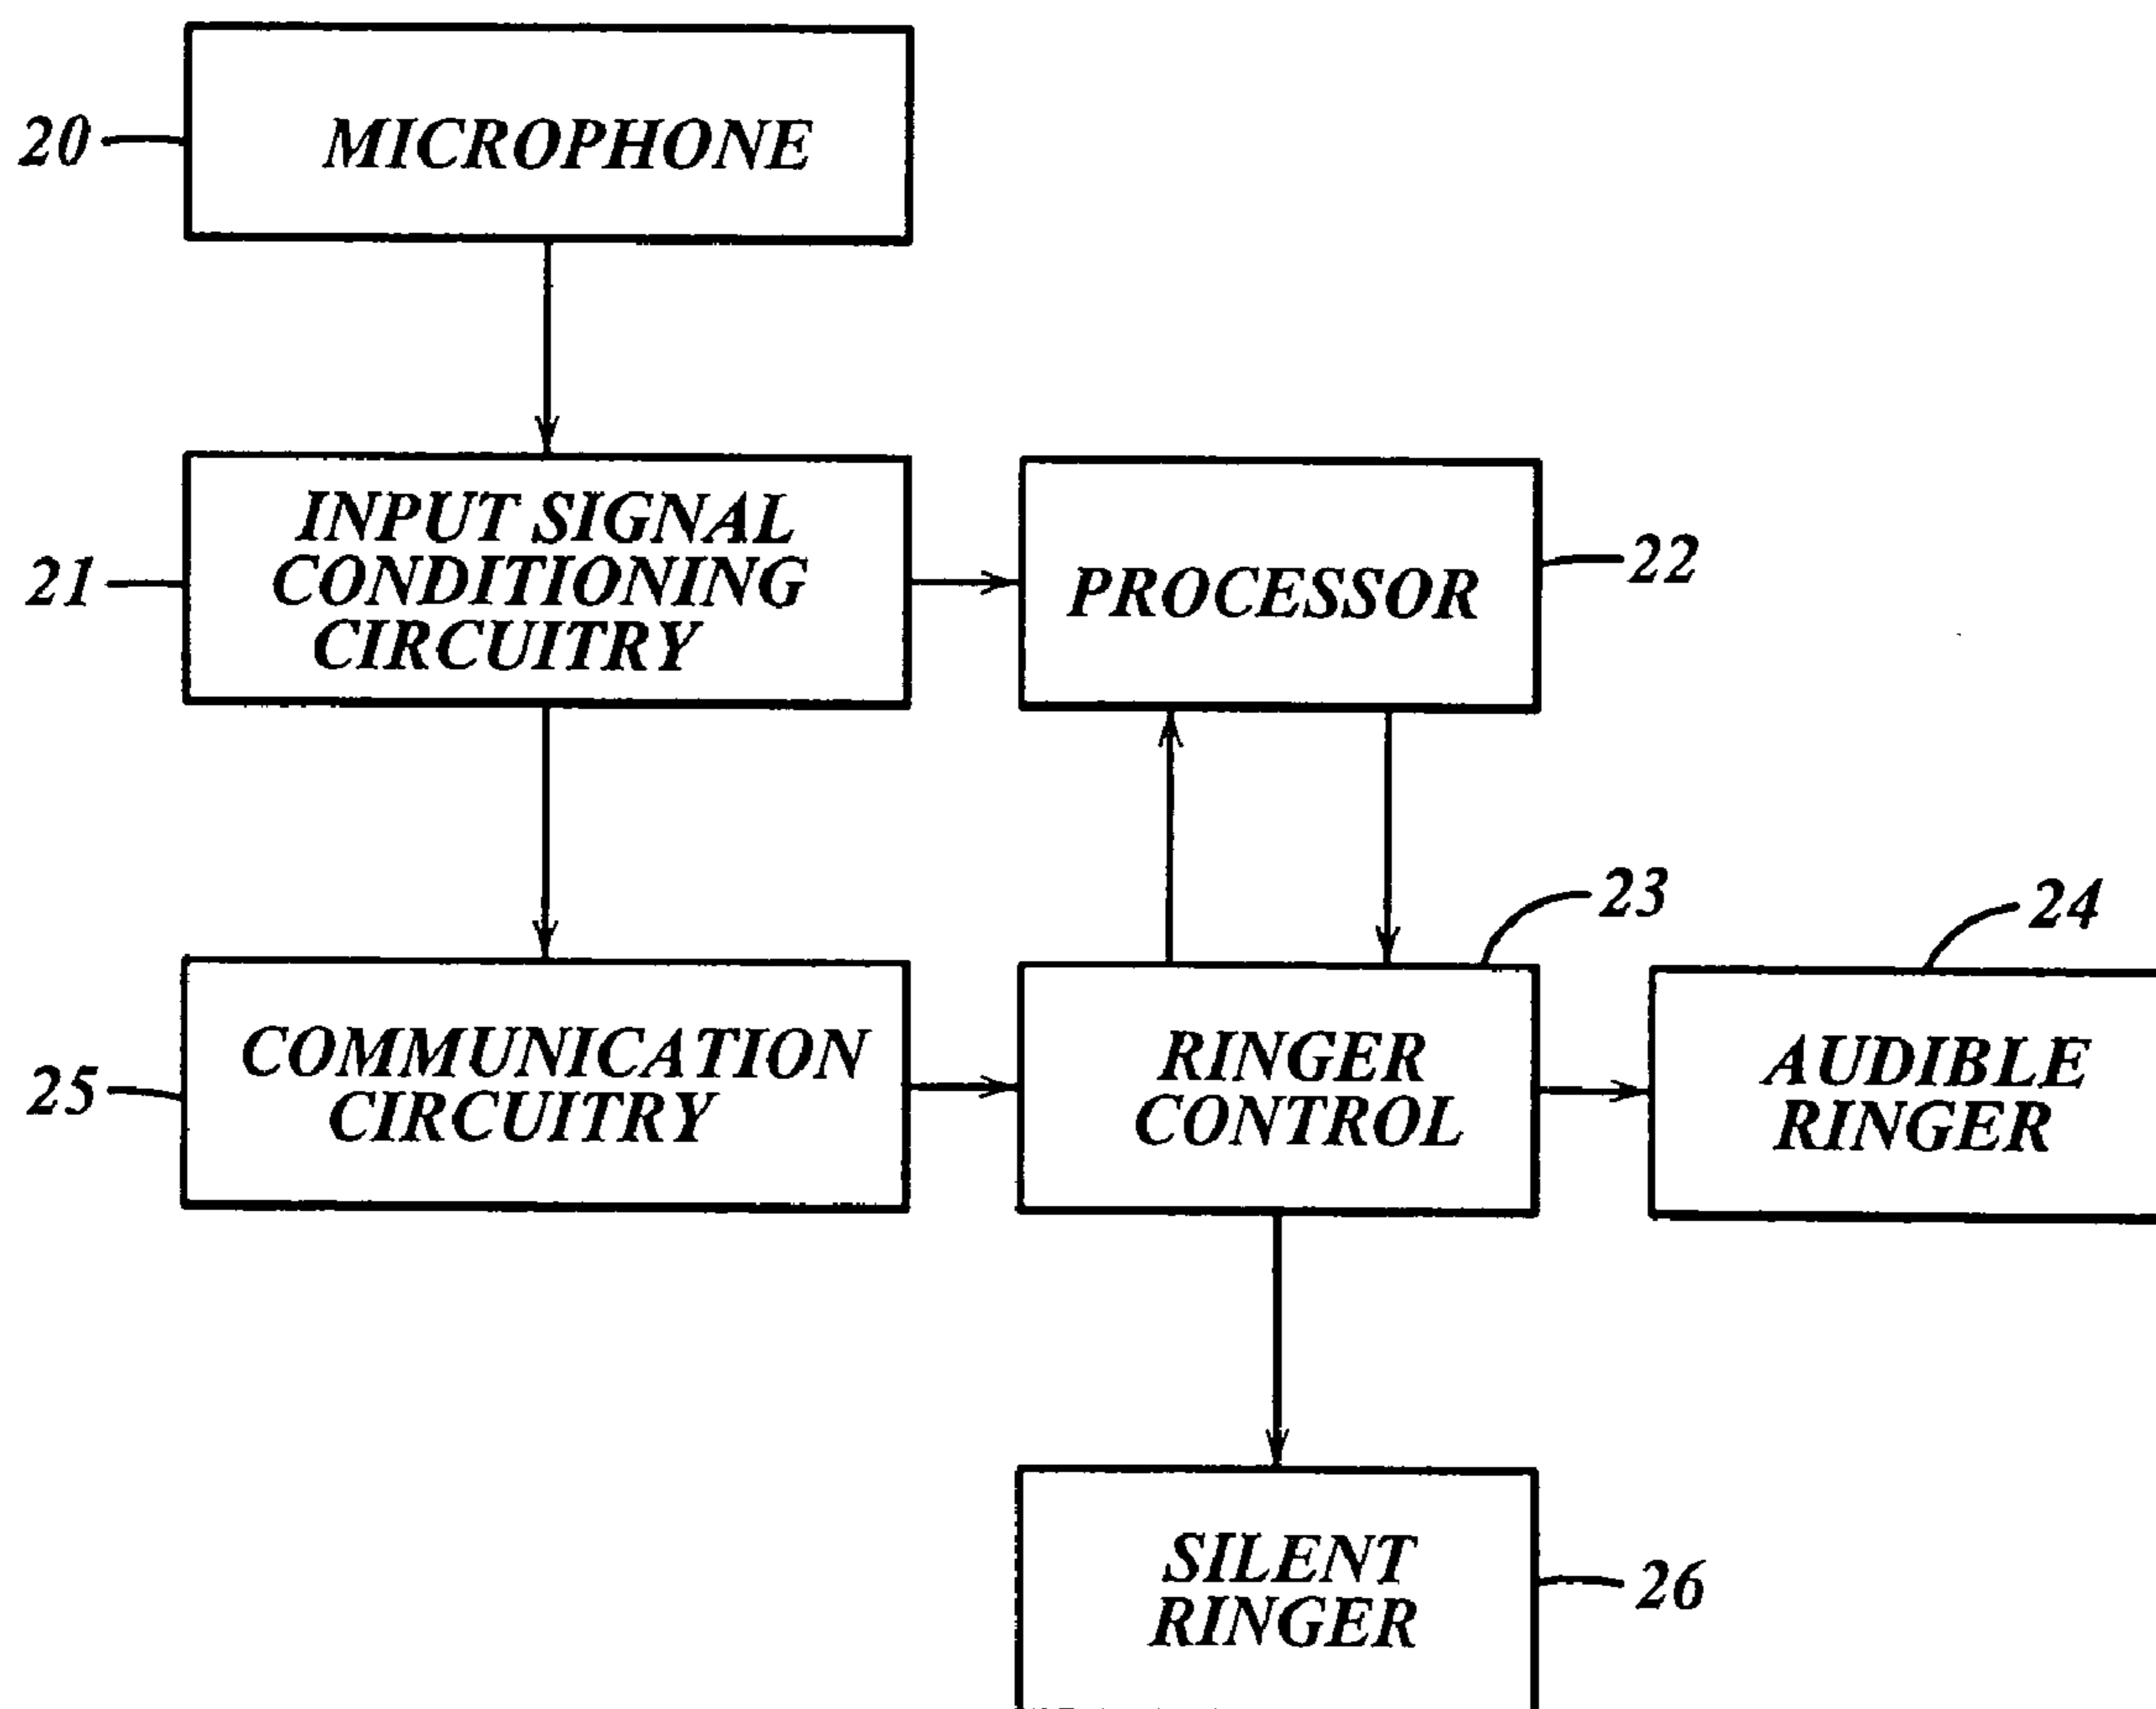 20
MICROPHONE
21
INPUT SIGNAL
CONDITIONING
CIRCUITRY
PROCESSOR
22
23
24
25
COMMUNICATION
CIRCUITRY
RINGER
CONTROL
AUDIBLE
RINGER
SILENT
RINGER
26